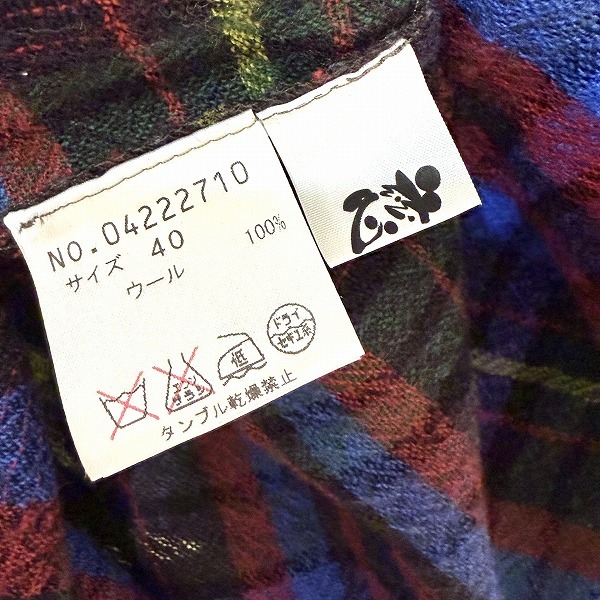 NO.04222710
サイズ 40
ウール 100%
エンソサラシ
低
ドライ
セキユ系
タンブル乾燥禁止